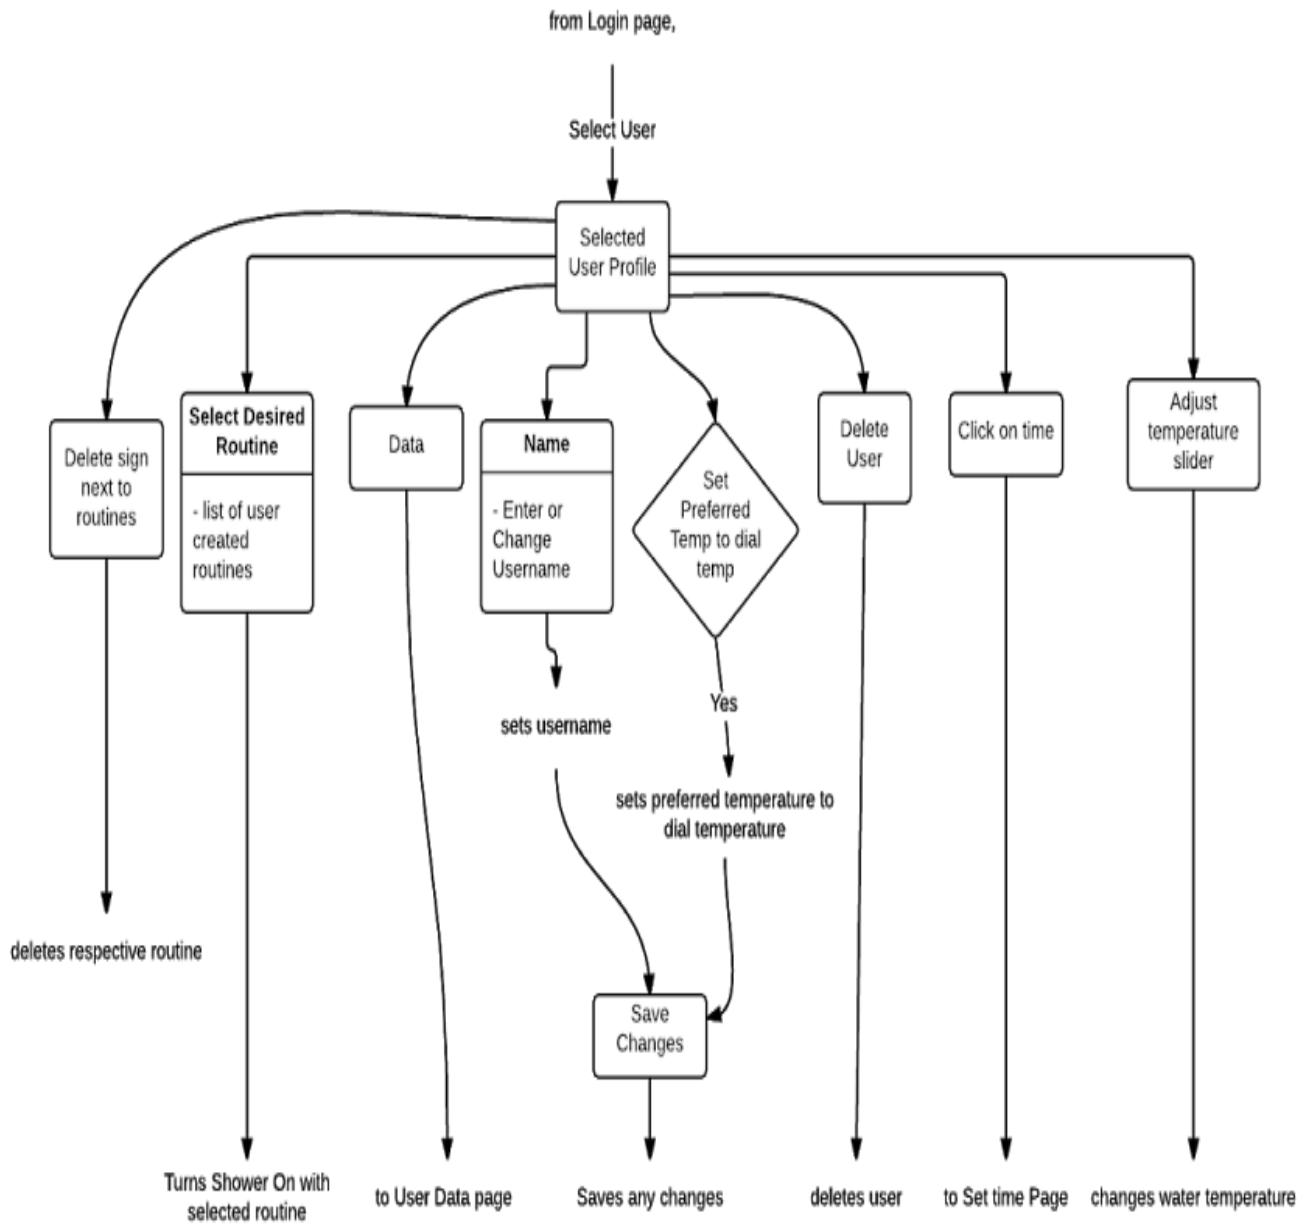 from Login page,
Select User
Selected
User Profile
Delete sign
next to
routines
Select Desired
Routine
- list of user
created
routines
Data
Name
- Enter or
Change
Username
Set
Preferred
Temp to dial
temp
Delete
User
Click on time
Adjust
temperature
slider
sets username
Yes
sets preferred temperature to
dial temperature
deletes respective routine
Save
Changes
Turns Shower On with
selected routine
to User Data page
Saves any changes
deletes user
to Set time Page
changes water temperature